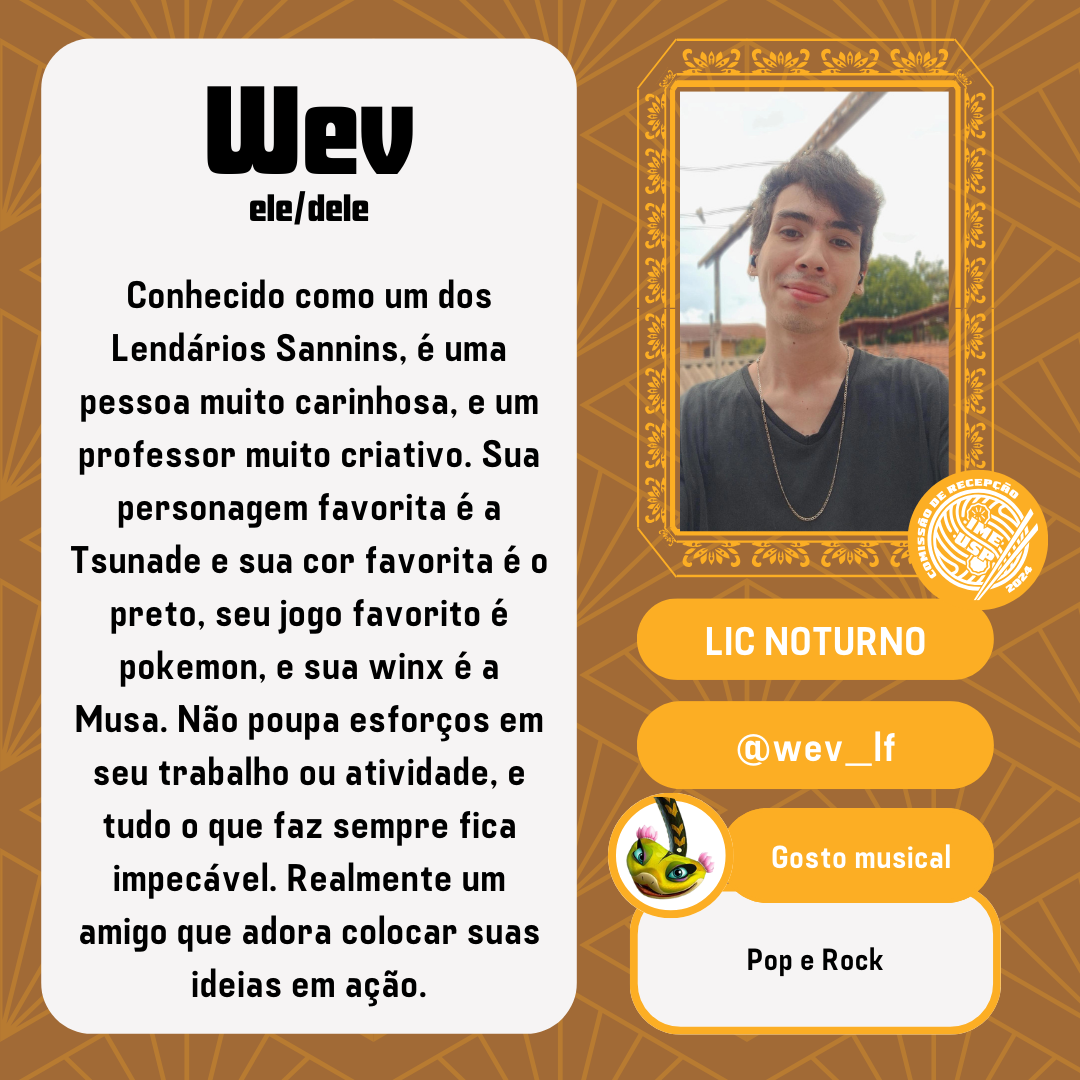 Wev
ele/dele
Conhecido como um dos
Lendários Sannins, é uma
pessoa muito carinhosa, e um
professor muito criativo. Sua
personagem favorita é a
Tsunade e sua cor favorita é o
preto, seu jogo favorito é
pokemon, e sua winx é a
Musa. Não poupa esforços em
seu trabalho ou atividade, e
tudo o que faz sempre fica
impecável. Realmente um
amigo que adora colocar suas
ideias em ação.
COMISSÃO DE RECEPÇÃO
IME
USP
2024
LIC NOTURNO
@wev_lf
Gosto musical
Pop e Rock